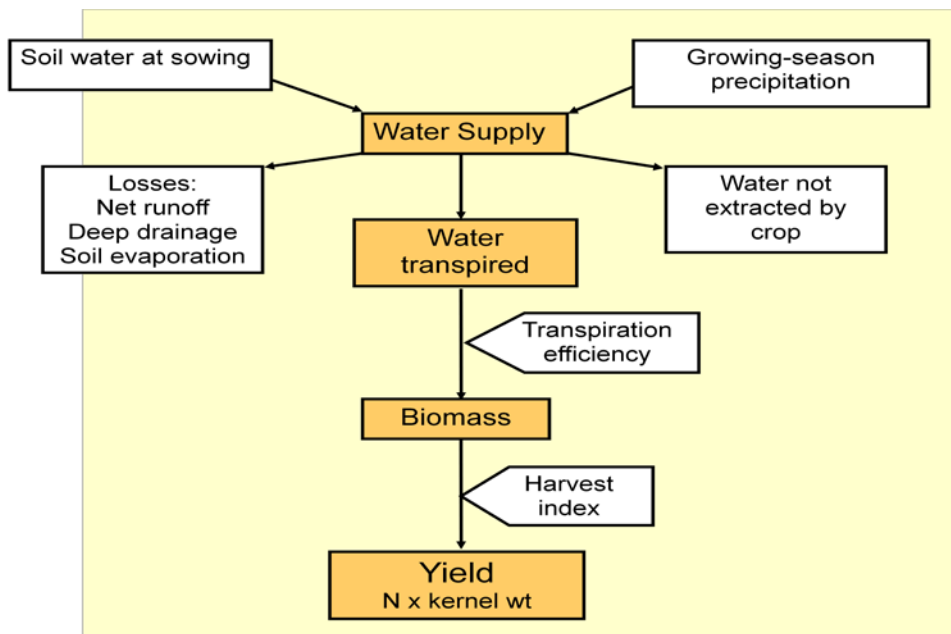 Soil water at sowing
Growing-season
precipitation
Water Supply
Losses:
Net runoff
Deep drainage
Soil evaporation
Water not
extracted by
crop
Water
transpired
Transpiration
efficiency
Biomass
Harvest
index
Yield
N x kernel wt